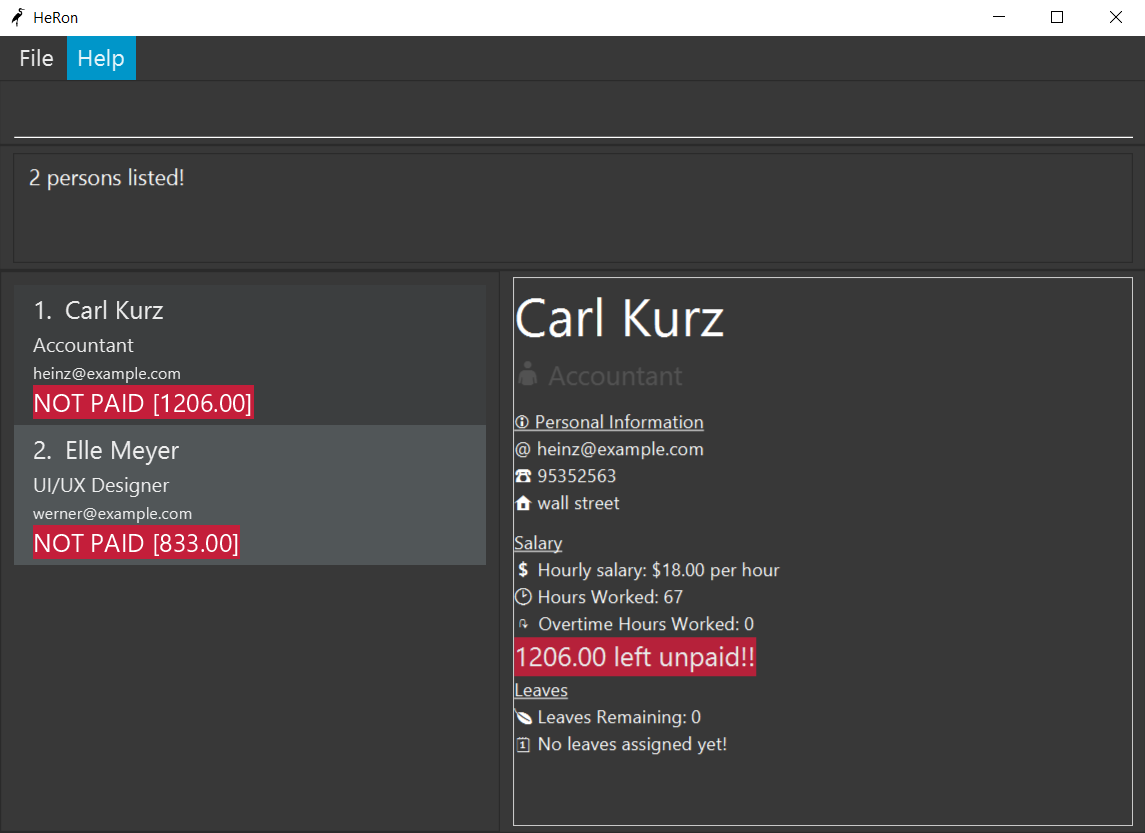 HeRon
File Help
2 persons listed!
1. Carl Kurz
Accountant
heinz@example.com
NOT PAID [1206.00]
2. Elle Meyer
UI/UX Designer
werner@example.com
NOT PAID [833.00]
Carl Kurz
Accountant
Personal Information
@ heinz@example.com
95352563
wall street
Salary
$ Hourly salary: $18.00 per hour
Hours Worked: 67
Overtime Hours Worked: 0
1206.00 left unpaid!!
Leaves
Leaves Remaining: 0
No leaves assigned yet!